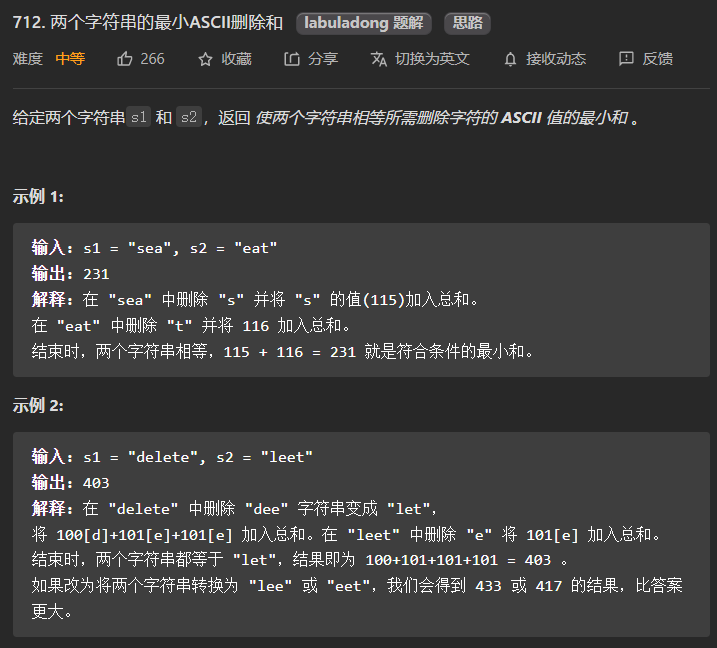 712. 两个字符串的最小ASCII删除和 labuladong 题解 思路
难度 中等 266 收藏 分享 切换为英文 接收动态 反馈
给定两个字符串s1 和 s2，返回 使两个字符串相等所需删除字符的 ASCII 值的最小和 。
示例 1:
输入: s1 = "sea", s2 = "eat"
输出: 231
解释: 在 "sea" 中删除 "s" 并将 "s" 的值(115)加入总和。
在 "eat" 中删除 "t" 并将 116 加入总和。
结束时，两个字符串相等，115 + 116 = 231 就是符合条件的最小和。
示例 2:
输入: s1 = "delete", s2 = "leet"
输出: 403
解释: 在 "delete" 中删除 "dee" 字符串变成 "let"，
将 100[d]+101[e]+101[e] 加入总和。在 "leet" 中删除 "e" 将 101[e] 加入总和。
结束时，两个字符串都等于 "let"，结果即为 100+101+101+101 = 403 。
如果改为将两个字符串转换为 "lee" 或 "eet"，我们会得到 433 或 417 的结果，比答案
更大。